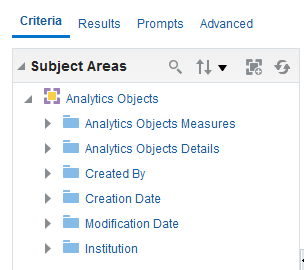 Criteria Results Prompts Advanced
Subject Areas
Analytics Objects
Analytics Objects Measures
Analytics Objects Details
Created By
Creation Date
Modification Date
Institution